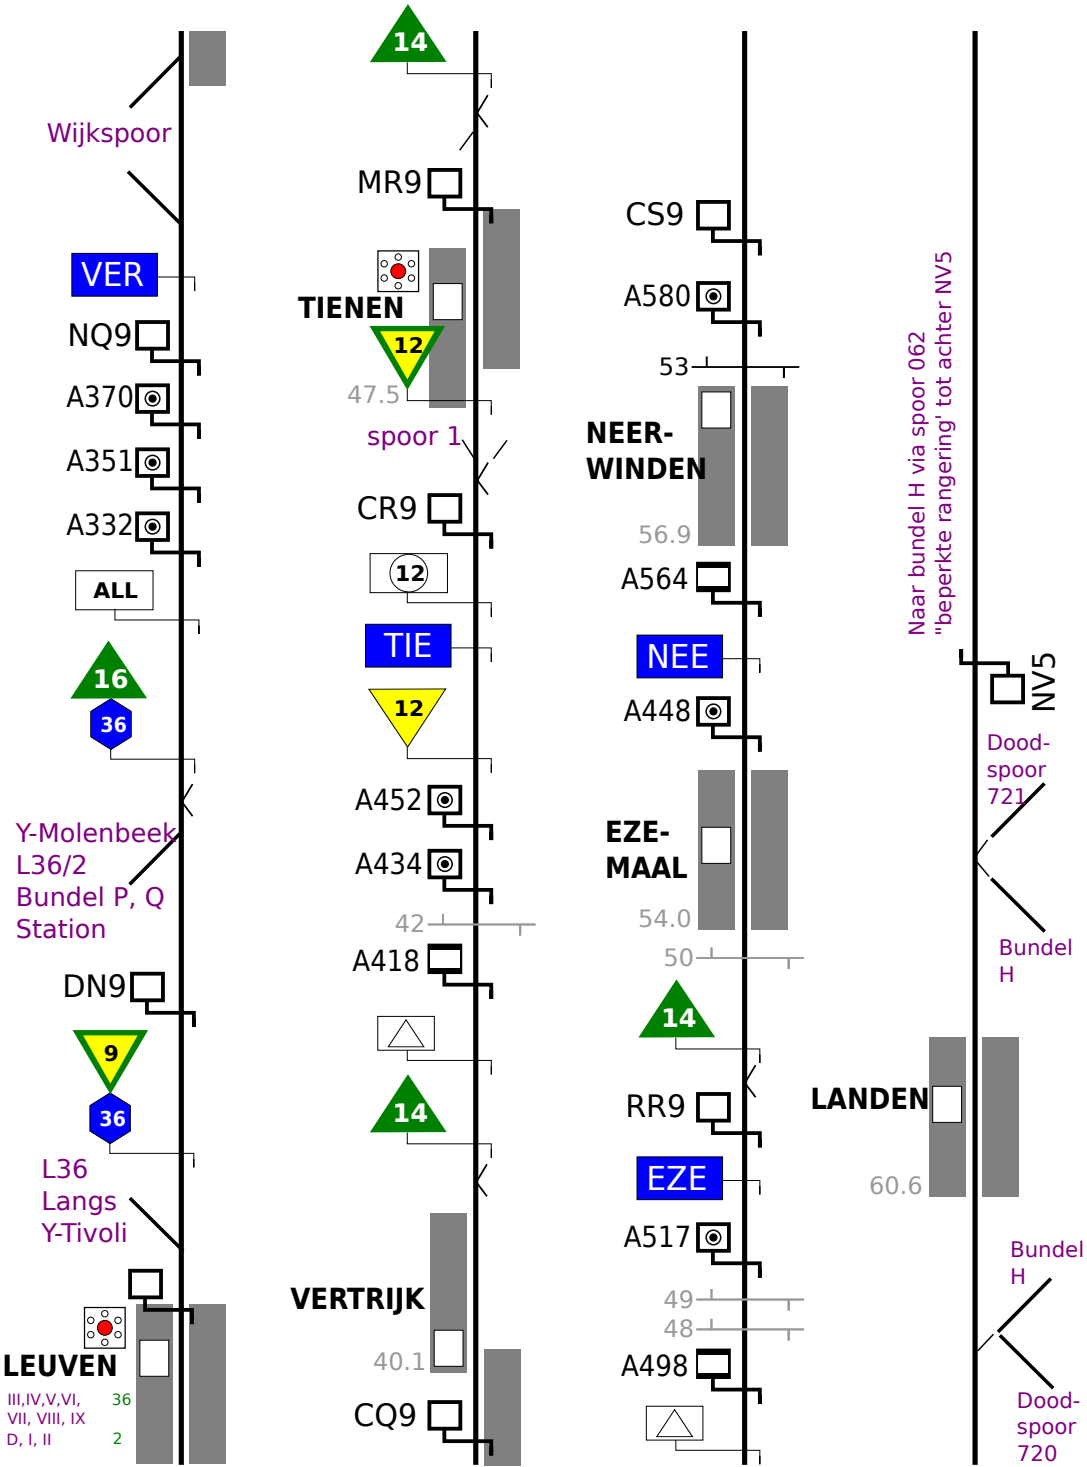 Wijkspoor
VER
NQ9
A370
A351
A332
ALL
16
36
Y-Molenbeek
L36/2
Bundel P, Q
Station
DN9
9
36
L36
Langs
Y-Tivoli
LEUVEN
III,IV,V,VI, 36
VII, VIII, IX
D, I, II 2
14
MR9
TIENEN
12
47.5
spoor 1
CR9
12
TIE
12
A452
A434
42
A418
14
VERTRIJK
40.1
CQ9
CS9
A580
53
NEER-
WINDEN
56.9
A564
NEE
A448
EZE-
MAAL
54.0
50
14
RR9
EZE
A517
49
48
A498
Naar bundel H via spoor 062
"beperkte rangering' tot achter NV5
NV5
Dood-
spoor
721
Bundel
H
LANDEN
60.6
Bundel
H
Dood-
spoor
720